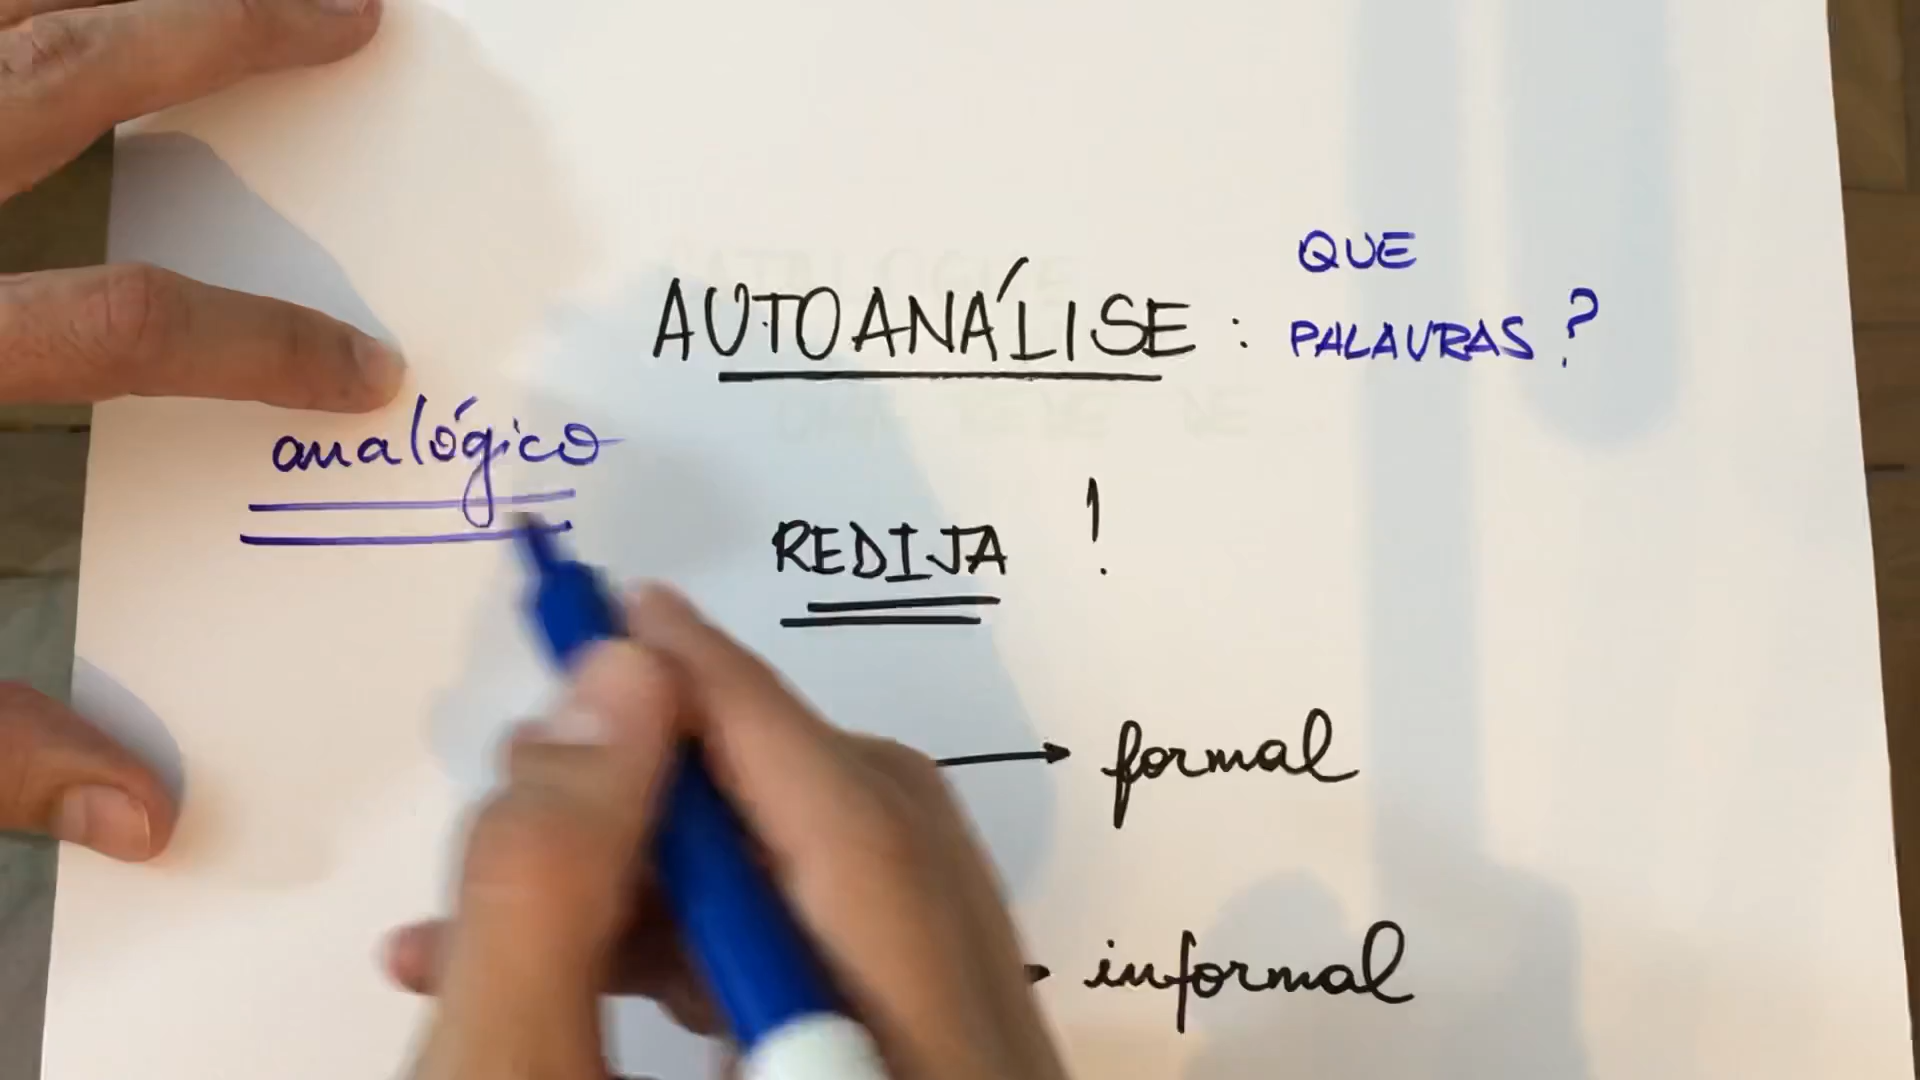 AUTOANÁLISE : QUE PALAVRAS ?
analógico
REDIJA !
formal
informal